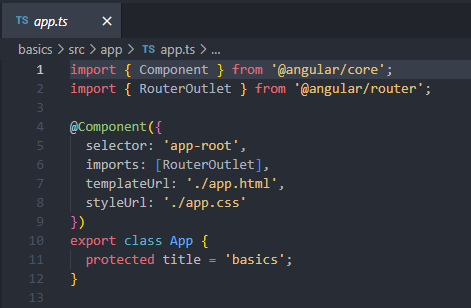 TS app.ts ×
basics > src > app > TS app.ts > ...
1 import { Component } from '@angular/core';
2 import { RouterOutlet } from '@angular/router';
3
4 @Component({
5   selector: 'app-root',
6   imports: [RouterOutlet],
7   templateUrl: './app.html',
8   styleUrl: './app.css'
9 })
10 export class App {
11   protected title = 'basics';
12 }
13